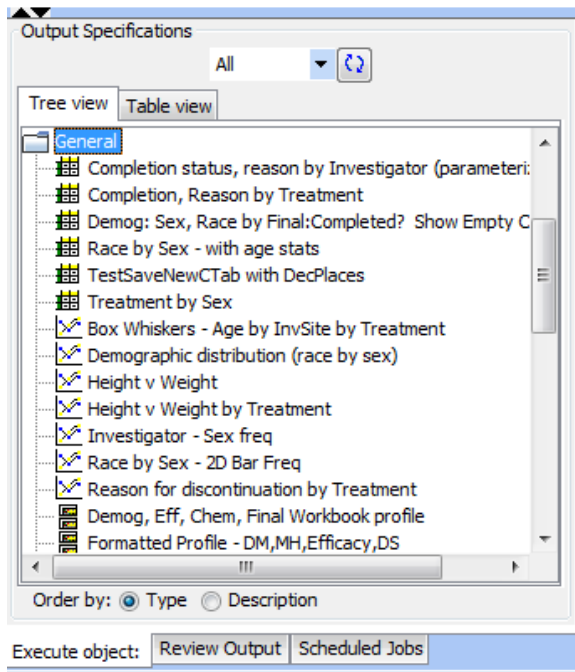 Output Specifications
All
Tree view Table view
General
Completion status, reason by Investigator (parameteri
Completion, Reason by Treatment
Demog: Sex, Race by Final:Completed? Show Empty C
Race by Sex - with age stats
TestSaveNewCTab with DecPlaces
Treatment by Sex
Box Whiskers - Age by InvSite by Treatment
Demographic distribution (race by sex)
Height v Weight
Height v Weight by Treatment
Investigator - Sex freq
Race by Sex - 2D Bar Freq
Reason for discontinuation by Treatment
Demog, Eff, Chem, Final Workbook profile
Formatted Profile - DM,MH,Efficacy,DS
Order by: Type Description
Execute object: Review Output Scheduled Jobs